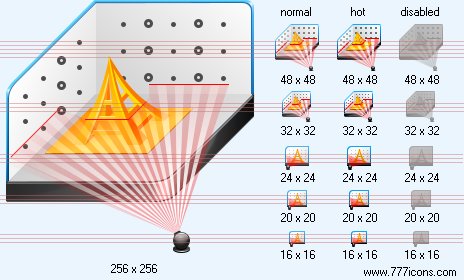 normal hot disabled
48 x 48 48 x 48 48 x 48
32 x 32 32 x 32 32 x 32
24 x 24 24 x 24 24 x 24
20 x 20 20 x 20 20 x 20
16 x 16 16 x 16 16 x 16
256 x 256
www.777icons.com